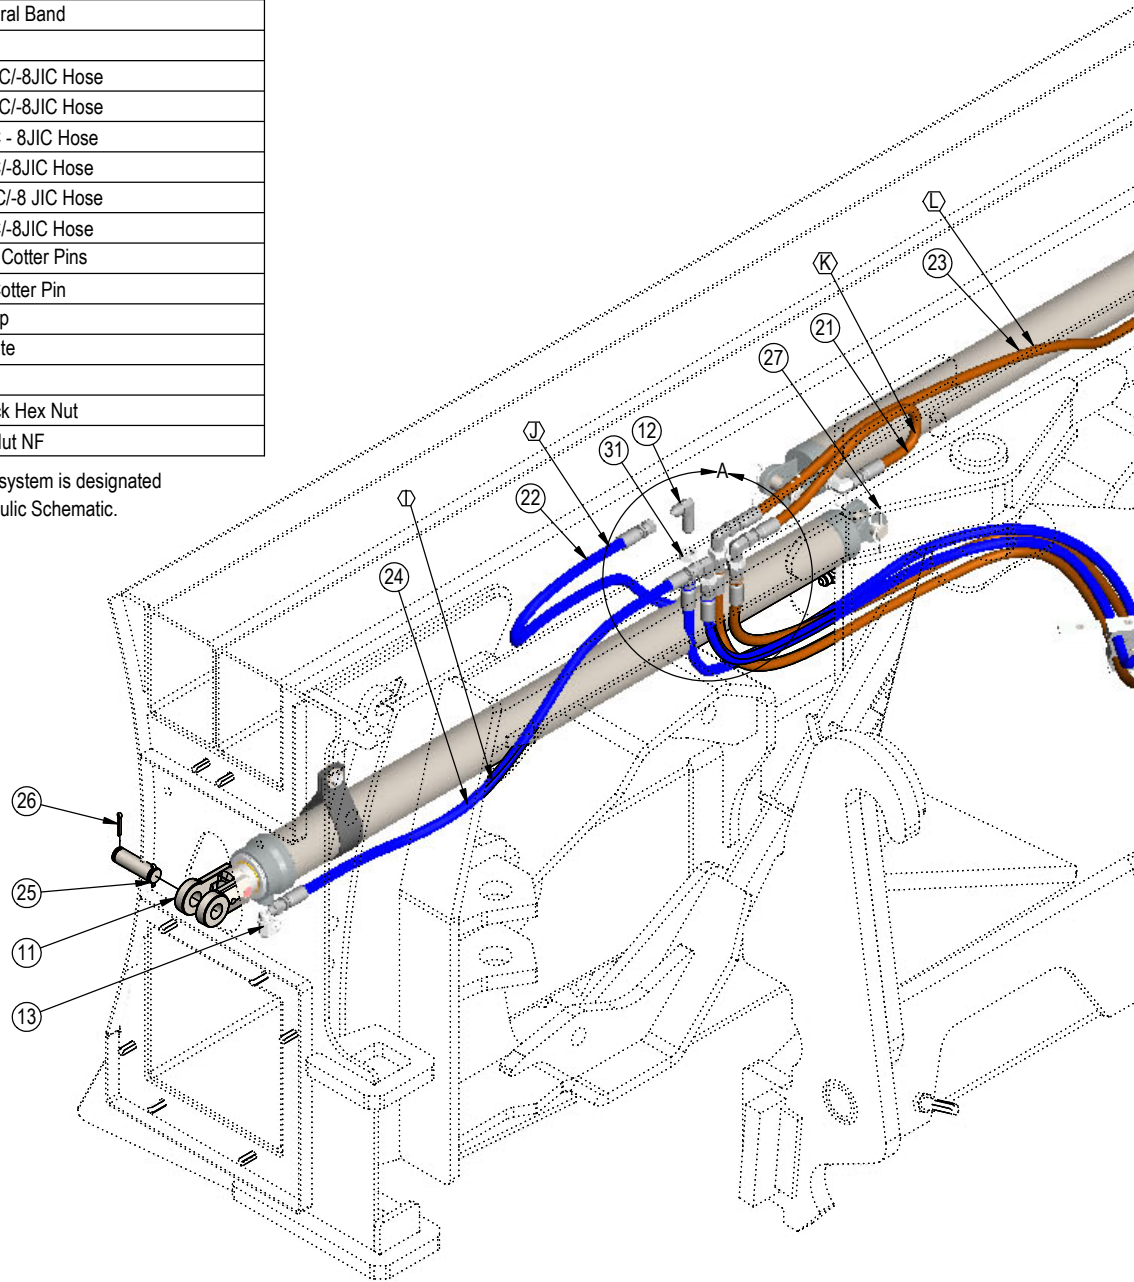 ral Band
C/-8JIC Hose
C/-8JIC Hose
- 8JIC Hose
/-8JIC Hose
C/-8 JIC Hose
/-8JIC Hose
Cotter Pins
otter Pin
p
te
k Hex Nut
ut NF
system is designated
ulic Schematic.
L
23
K
21
27
12
J
31
A
22
I
24
26
25
11
13